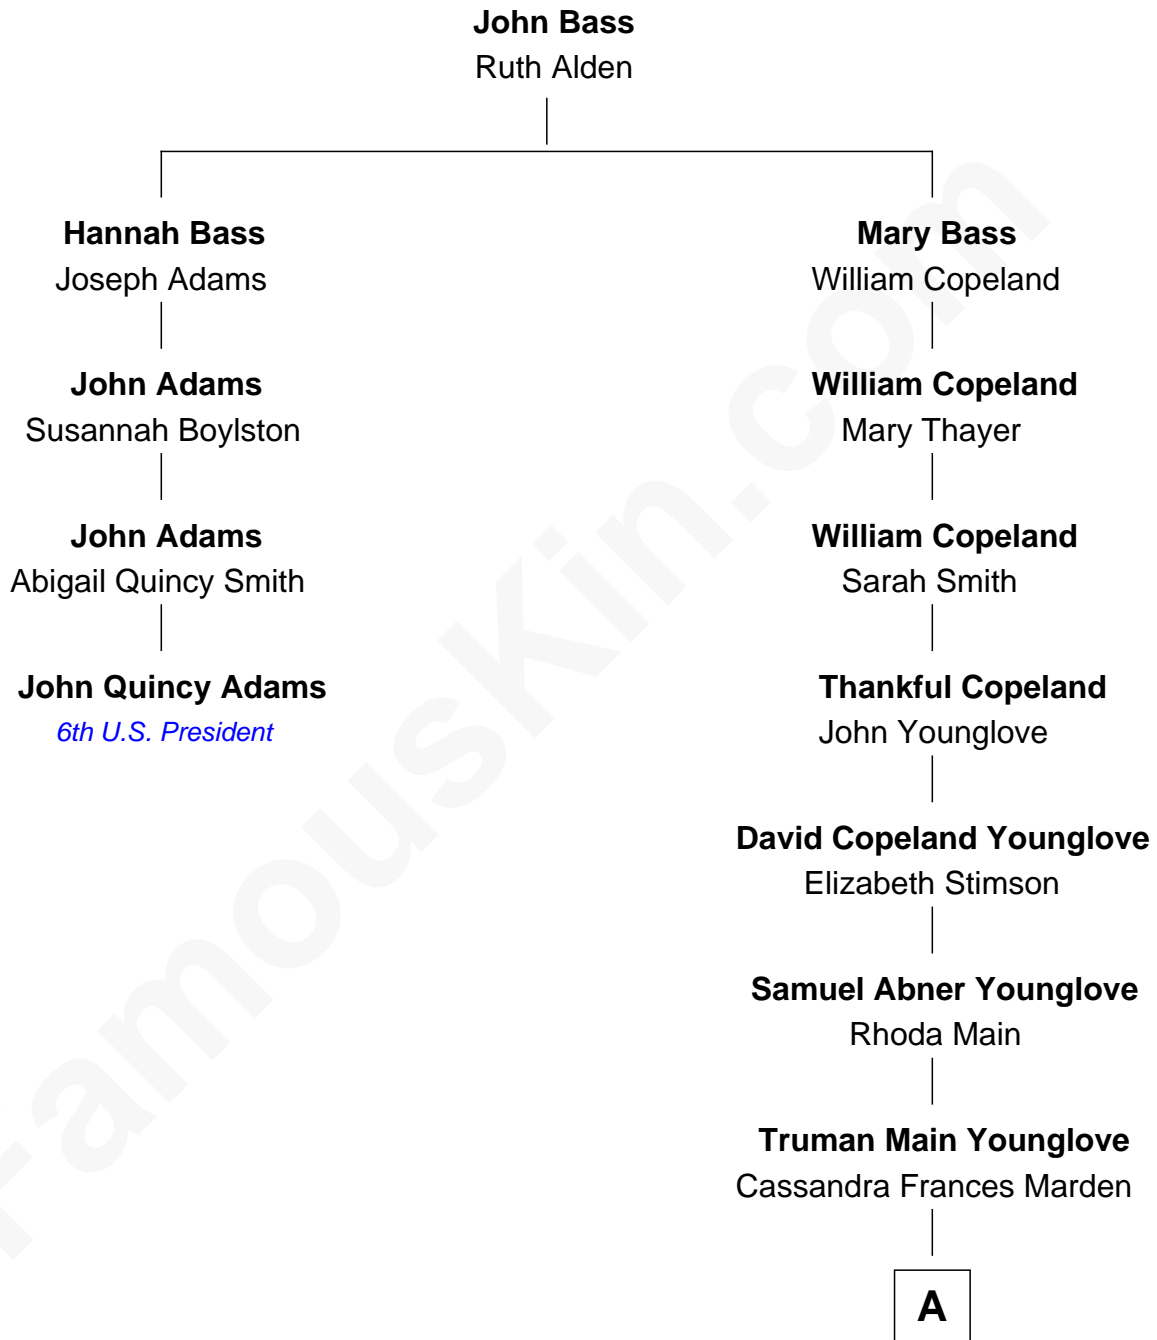 John Bass
Ruth Alden
Hannah Bass
Joseph Adams
Mary Bass
William Copeland
John Adams
Susannah Boylston
William Copeland
Mary Thayer
John Adams
Abigail Quincy Smith
William Copeland
Sarah Smith
John Quincy Adams
6th U.S. President
Thankful Copeland
John Younglove
David Copeland Younglove
Elizabeth Stimson
Samuel Abner Younglove
Rhoda Main
Truman Main Younglove
Cassandra Frances Marden
A
FamousKin.com